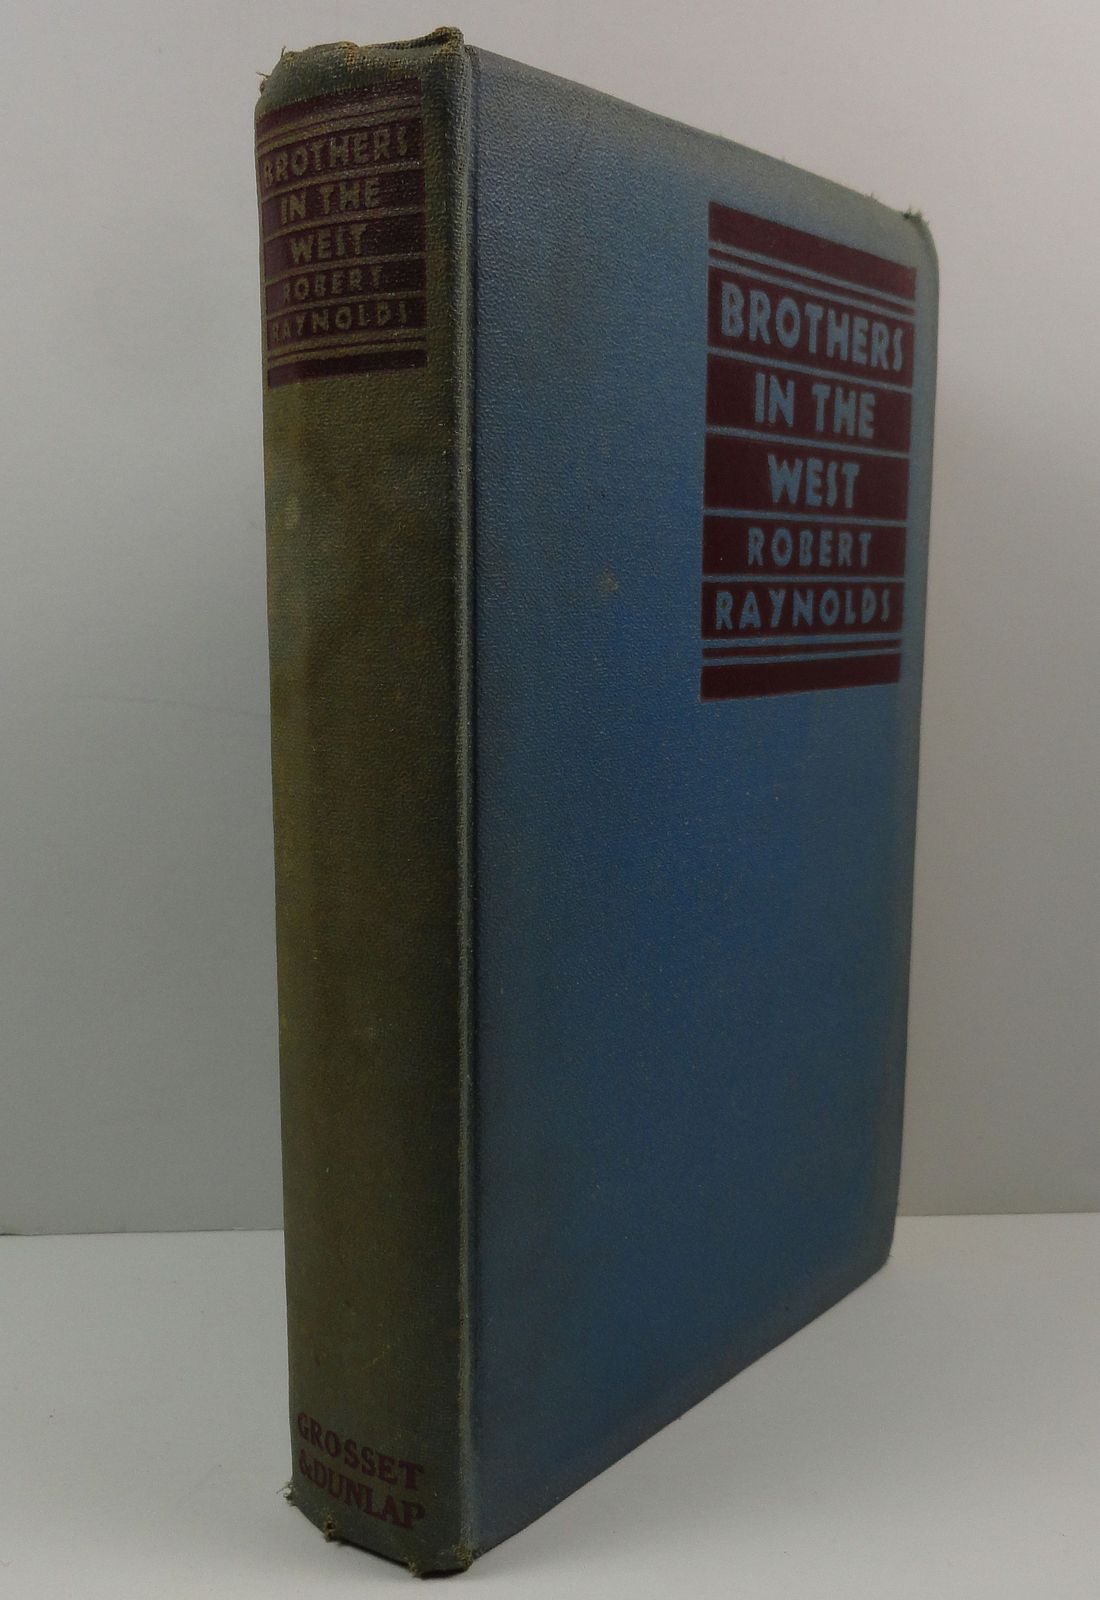 BROTHERS
IN THE
WEST
ROBERT
RAYNOLDS
GROSSET
&DUNLAP
BROTHERS
IN THE
WEST
ROBERT
RAYNOLDS